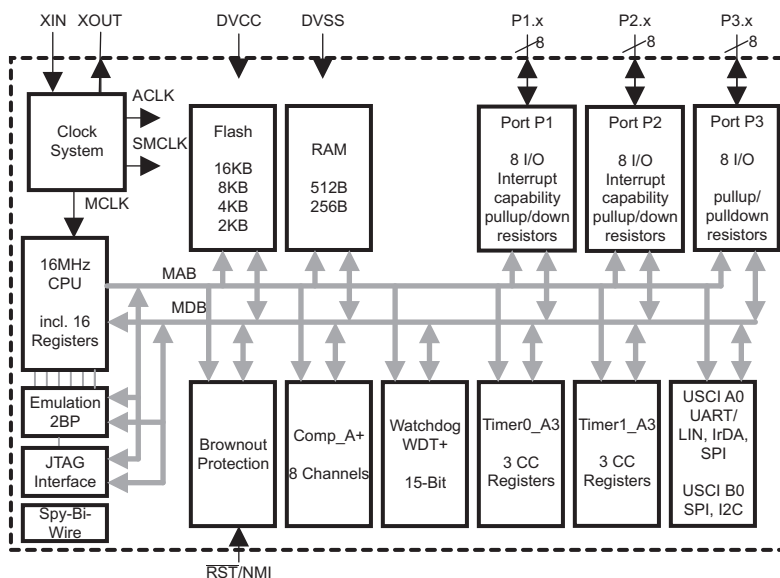 XIN XOUT DVCC DVSS P1.x P2.x P3.x
8 8 8
Clock
System
ACLK
SMCLK
MCLK
Flash
16KB
8KB
4KB
2KB
RAM
512B
256B
Port P1
8 I/O
Interrupt
capability
pullup/down
resistors
Port P2
8 I/O
Interrupt
capability
pullup/down
resistors
Port P3
8 I/O
pullup/
pulldown
resistors
16MHz
CPU
incl. 16
Registers
MAB
MDB
Emulation
2BP
JTAG
Interface
Spy-Bi-
Wire
Brownout
Protection
Comp_A+
8 Channels
Watchdog
WDT+
15-Bit
Timer0_A3
3 CC
Registers
Timer1_A3
3 CC
Registers
USCI A0
UART/
LIN, IrDA,
SPI
USCI B0
SPI, I2C
RST/NMI